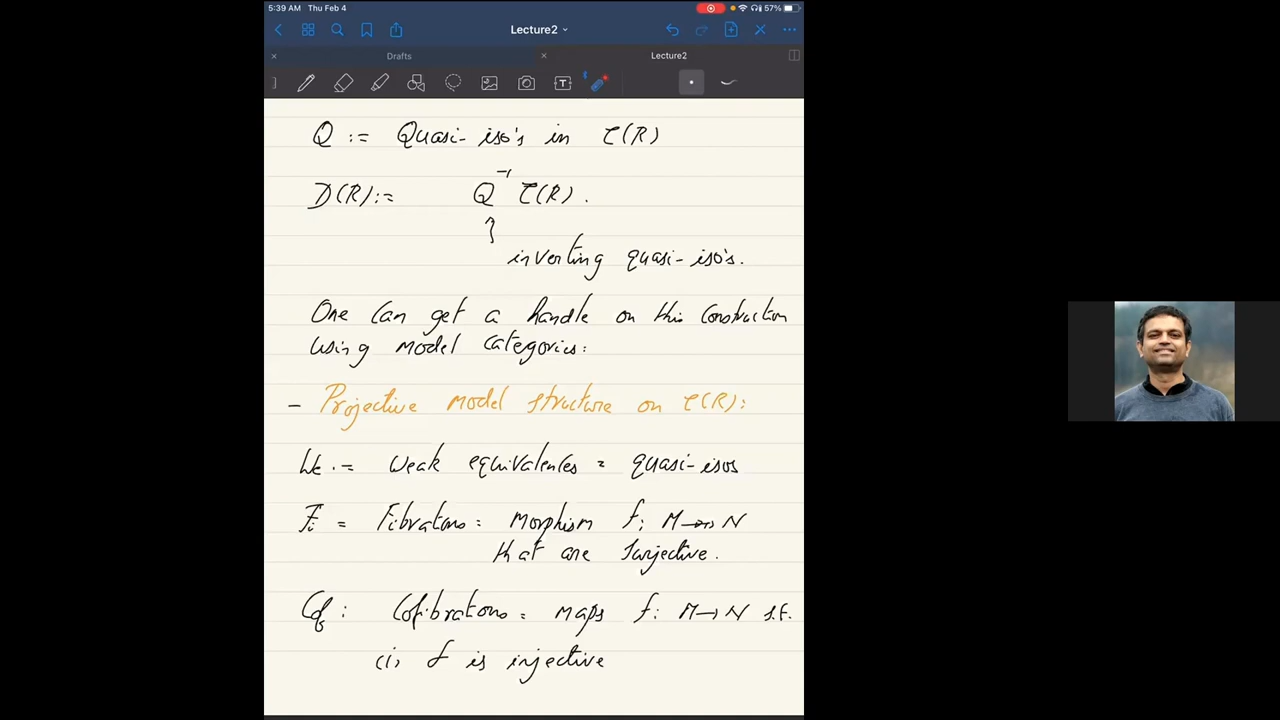 5:39 AM Thu Feb 4
57%
Lecture2
Drafts
Lecture2
Q := Quasi-iso's in C(R)
D(R):= Q⁻¹ C(R).
inverting quasi-iso's.
One can get a handle on this construction
using model categories:
- Projective model structure on C(R):
We := weak equivalences = quasi-isos
Fi = Fibrations = morphism f: M →» N
that are surjective.
Cof: Cofibrations = maps f: M → N s.t.
(i) f is injective